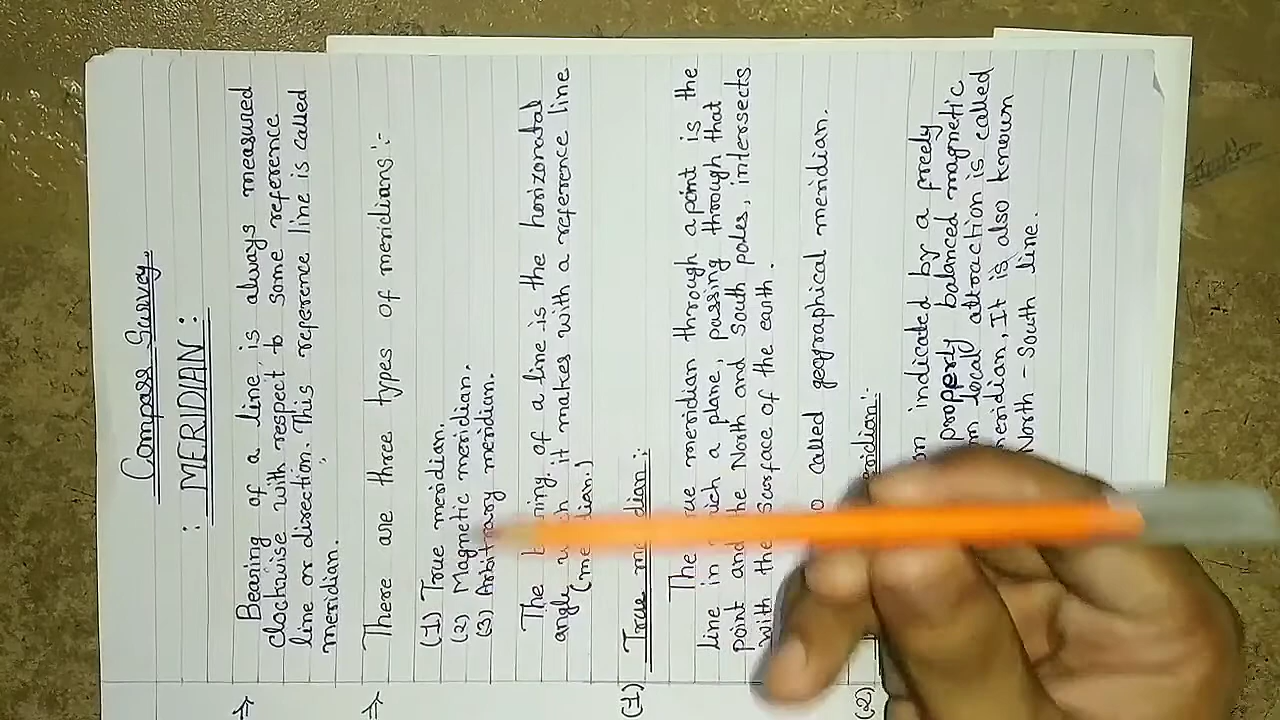 Compass Survey.
: MERIDIAN :
⇒ Bearing of a line, is always measured
clockwise with respect to some reference
line or direction. This reference line is called
meridian.
⇒ There are three types of meridians:-
(1) True meridian.
(2) Magnetic meridian.
(3) Arbitrary meridian.
The of a line is the horizontal
angle it makes with a reference line
(1) True :
The meridian through a point is the
line in a plane, passing through that
point and the North and South poles, intersects
with the surface of the earth.
called geographical meridian.
(2)
indicated by a freely
properly balanced magnetic
local attraction is called
meridian, It is also known
North - South line.